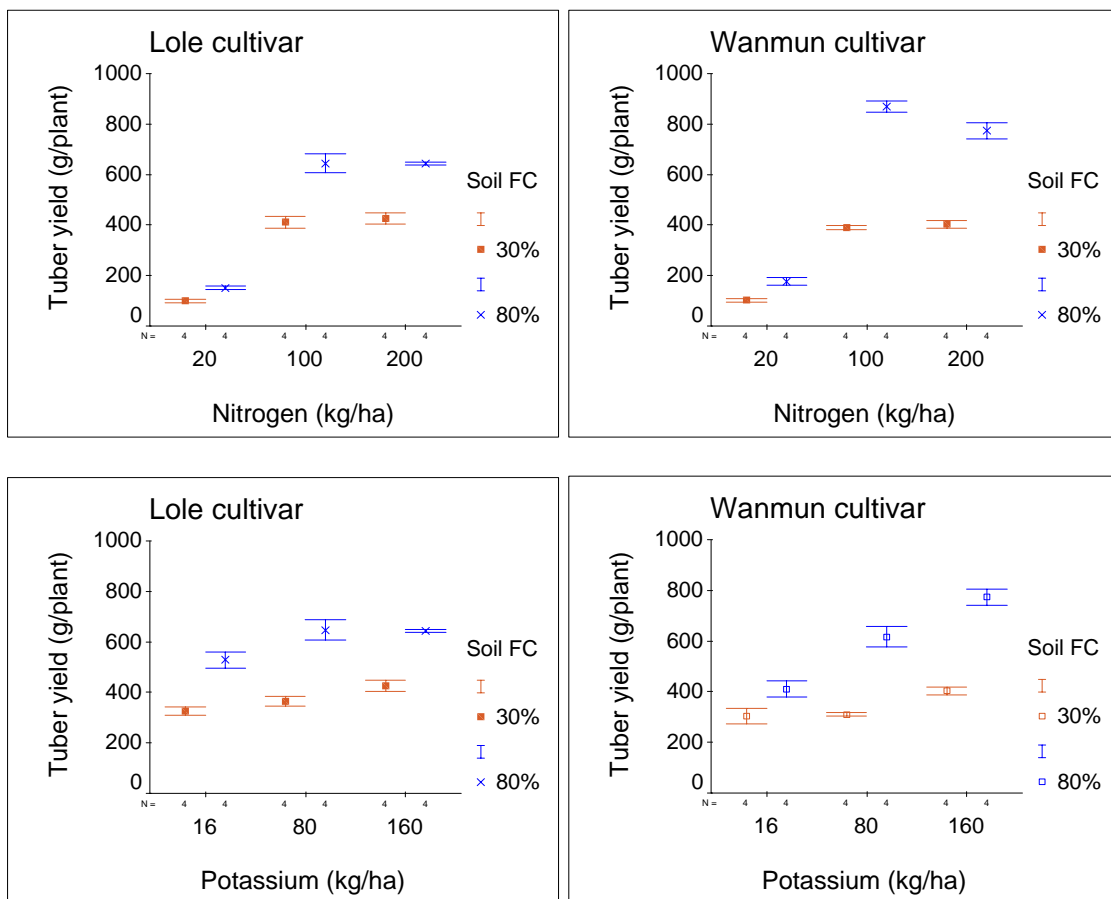 Lole cultivar
Tuber yield (g/plant)
1000
800
600
400
200
0
N = 4 4 4 4 4 4
20 100 200
Nitrogen (kg/ha)
Soil FC
30%
80%
Wanmun cultivar
Tuber yield (g/plant)
1000
800
600
400
200
0
N = 4 4 4 4 4 4
20 100 200
Nitrogen (kg/ha)
Soil FC
30%
80%
Lole cultivar
Tuber yield (g/plant)
1000
800
600
400
200
0
N = 4 4 4 4 4 4
16 80 160
Potassium (kg/ha)
Soil FC
30%
80%
Wanmun cultivar
Tuber yield (g/plant)
1000
800
600
400
200
0
N = 4 4 4 4 4 4
16 80 160
Potassium (kg/ha)
Soil FC
30%
80%